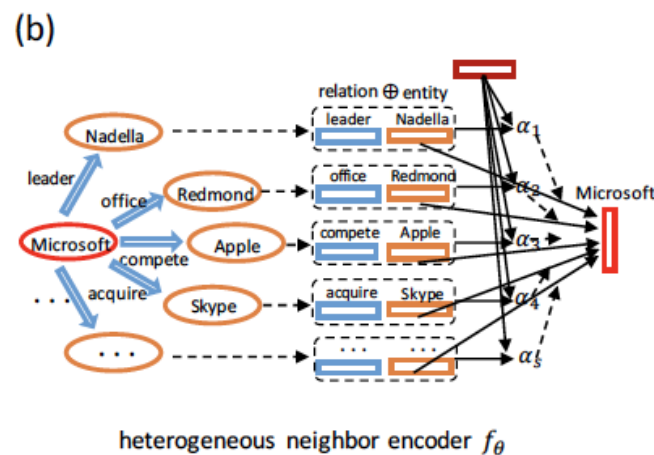 (b)
relation ⊕ entity
Nadella
leader
Nadella
α1
leader
office
Redmond
office
Redmond
α2
Microsoft
Microsoft
Apple
compete
Apple
α3
compete
. . .
acquire
Skype
acquire
Skype
α4
. . .
. . .
. . .
αs
heterogeneous neighbor encoder fθ